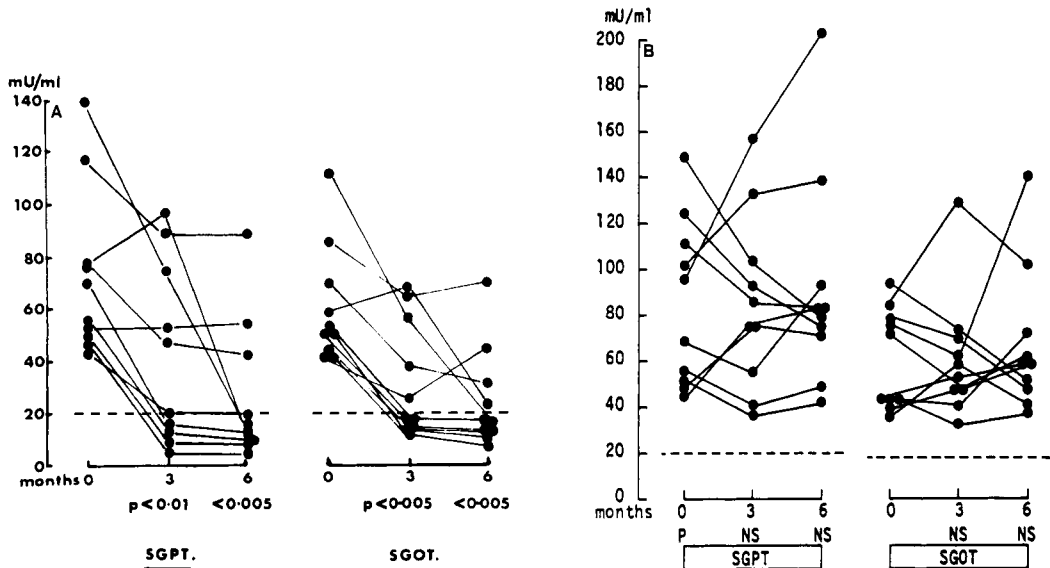 mU/ml
A
140
120
100
80
60
40
20
0
months 0 3 6 0 3 6
p<0·01 <0·005 p<0·005 <0·005
SGPT. SGOT.
mU/ml
B
200
180
160
140
120
100
80
60
40
20
0
months 0 3 6 0 3 6
P NS NS NS NS
SGPT SGOT